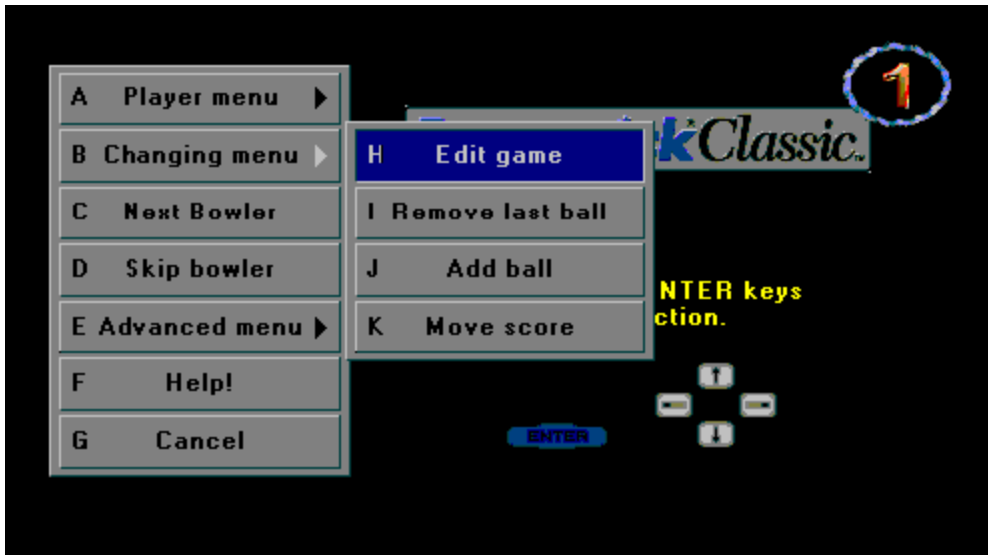 1
A Player menu
B Changing menu
C Next Bowler
D Skip bowler
E Advanced menu
F Help!
G Cancel
H Edit game
I Remove last ball
J Add ball
K Move score
Classic
NTER keys
ction.
ENTER